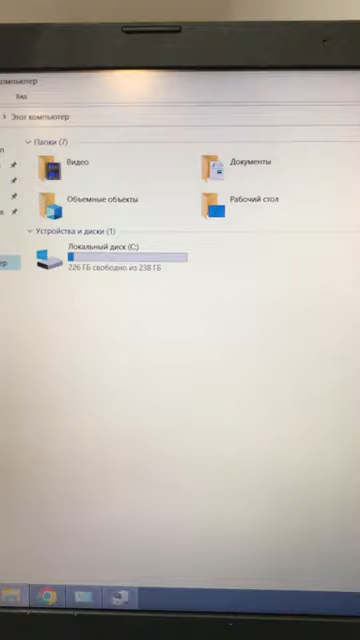 компьютер
Вид
Этот компьютер
Папки (7)
Видео
Документы
Объемные объекты
Рабочий стол
Устройства и диски (1)
Локальный диск (C:)
226 ГБ свободно из 238 ГБ